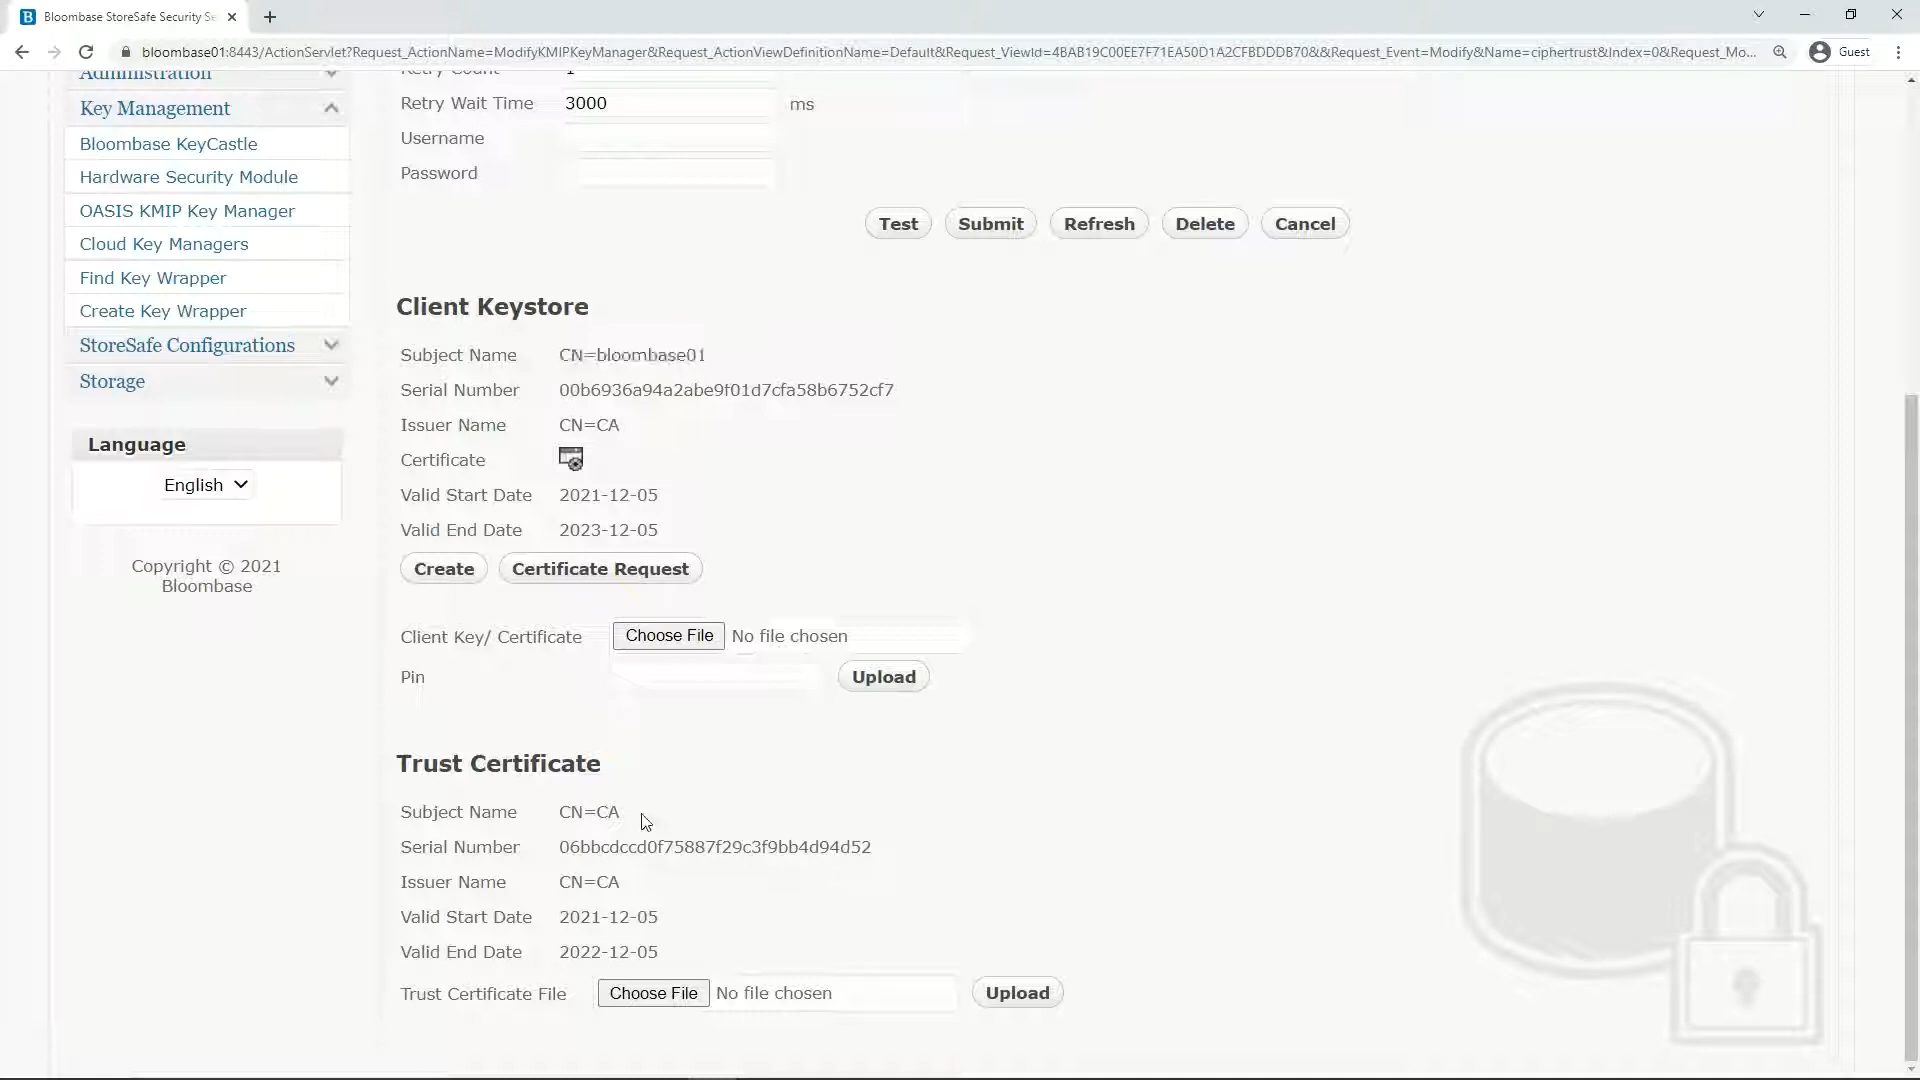 Bloombase StoreSafe Security Se
bloombase01:8443/ActionServlet?Request_ActionName=ModifyKMIPKeyManager&Request_ActionViewDefinitionName=Default&Request_ViewId=4BAB19C00EE7F71EA50D1A2CFBDDDB70&&Request_Event=Modify&Name=ciphertrust&Index=0&Request_Mo...
Guest
Administration
Key Management
Bloombase KeyCastle
Hardware Security Module
OASIS KMIP Key Manager
Cloud Key Managers
Find Key Wrapper
Create Key Wrapper
StoreSafe Configurations
Storage
Language
English
Copyright © 2021
Bloombase
Retry Count 1
Retry Wait Time 3000 ms
Username
Password
Test Submit Refresh Delete Cancel
Client Keystore
Subject Name CN=bloombase01
Serial Number 00b6936a94a2abe9f01d7cfa58b6752cf7
Issuer Name CN=CA
Certificate
Valid Start Date 2021-12-05
Valid End Date 2023-12-05
Create Certificate Request
Client Key/ Certificate Choose File No file chosen
Pin Upload
Trust Certificate
Subject Name CN=CA
Serial Number 06bbcdccd0f75887f29c3f9bb4d94d52
Issuer Name CN=CA
Valid Start Date 2021-12-05
Valid End Date 2022-12-05
Trust Certificate File Choose File No file chosen Upload